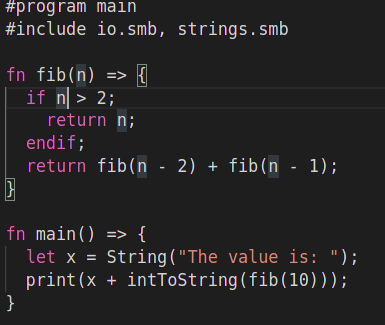 #program main
#include io.smb, strings.smb
fn fib(n) => {
if n > 2;
return n;
endif;
return fib(n - 2) + fib(n - 1);
}
fn main() => {
let x = String("The value is: ");
print(x + intToString(fib(10)));
}